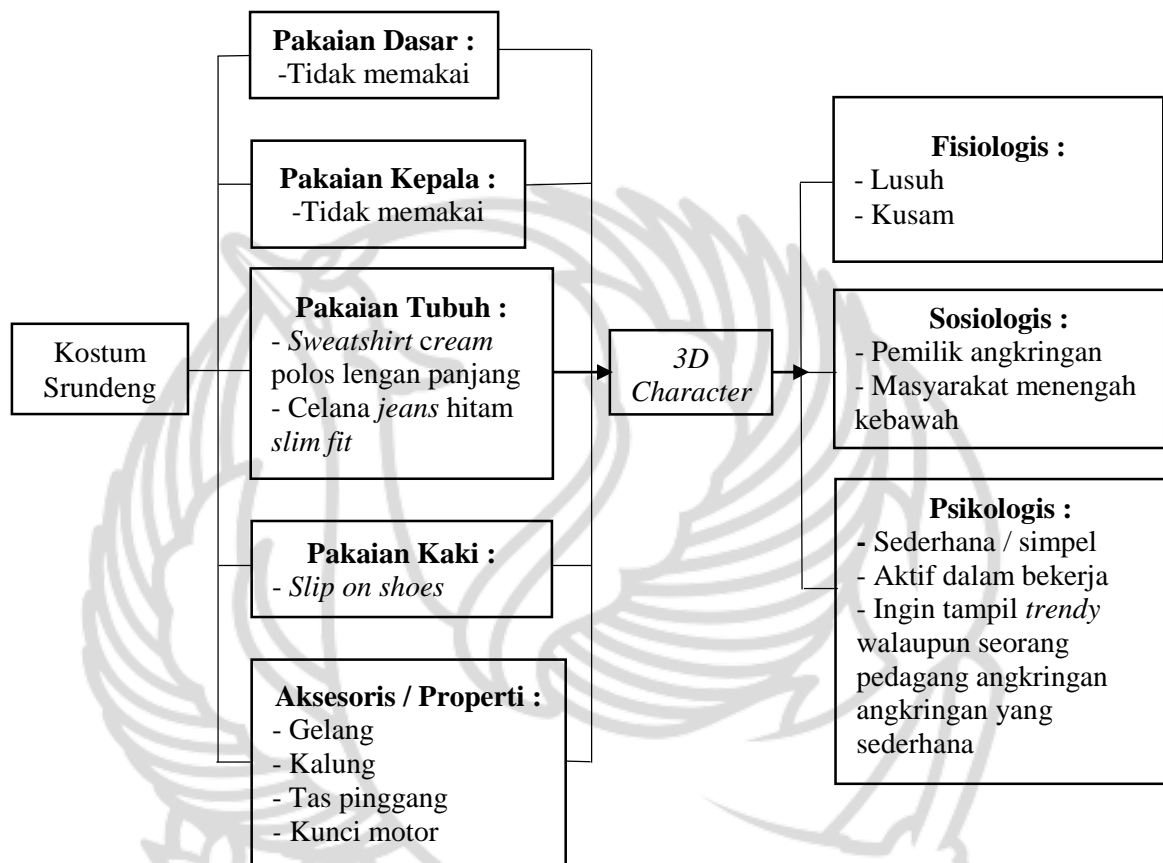 Kostum
Srundeng
Pakaian Dasar :
-Tidak memakai
Pakaian Kepala :
-Tidak memakai
Pakaian Tubuh :
- Sweatshirt cream
polos lengan panjang
- Celana jeans hitam
slim fit
Pakaian Kaki :
- Slip on shoes
Aksesoris / Properti :
- Gelang
- Kalung
- Tas pinggang
- Kunci motor
3D
Character
Fisiologis :
- Lusuh
- Kusam
Sosiologis :
- Pemilik angkringan
- Masyarakat menengah
kebawah
Psikologis :
- Sederhana / simpel
- Aktif dalam bekerja
- Ingin tampil trendy
walaupun seorang
pedagang angkringan
angkringan yang
sederhana